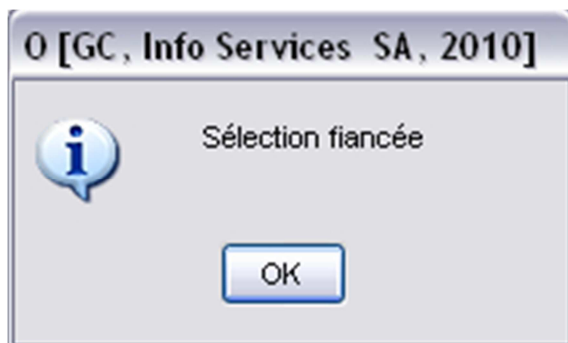 O [GC, Info Services SA, 2010]
Sélection fiancée
OK